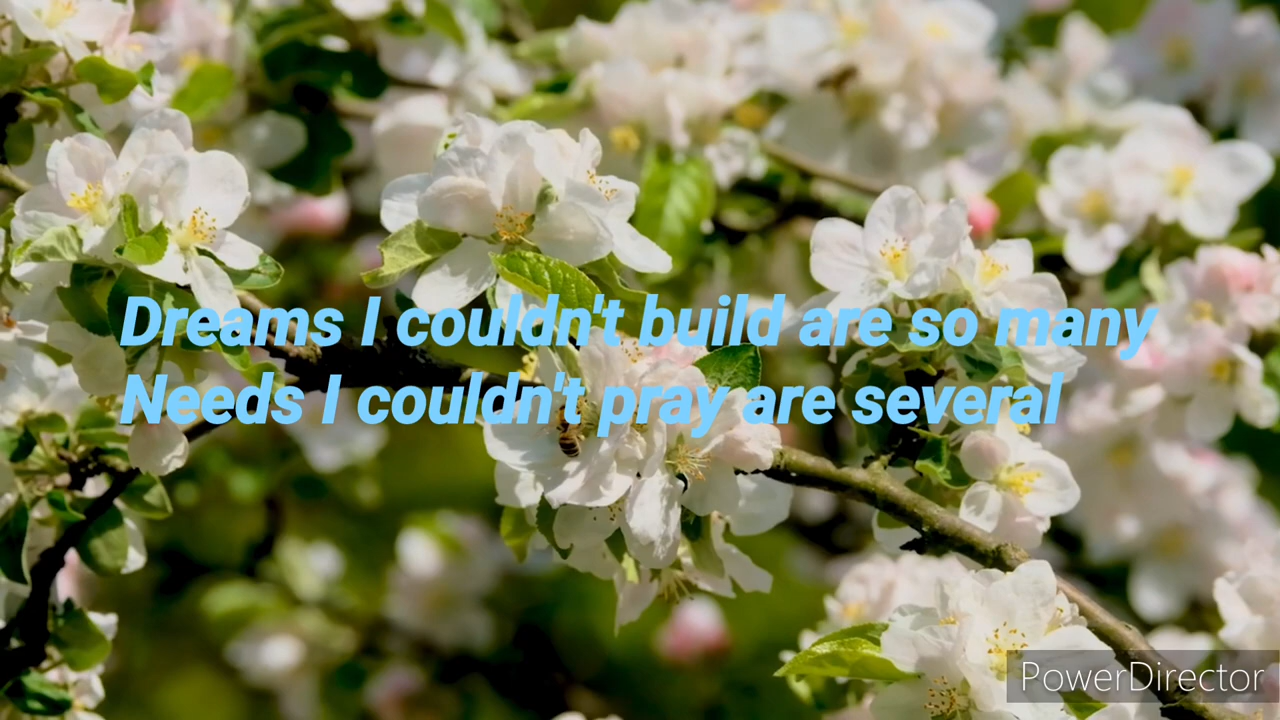 Dreams I couldn't build are so many
Needs I couldn't pray are several
PowerDirector